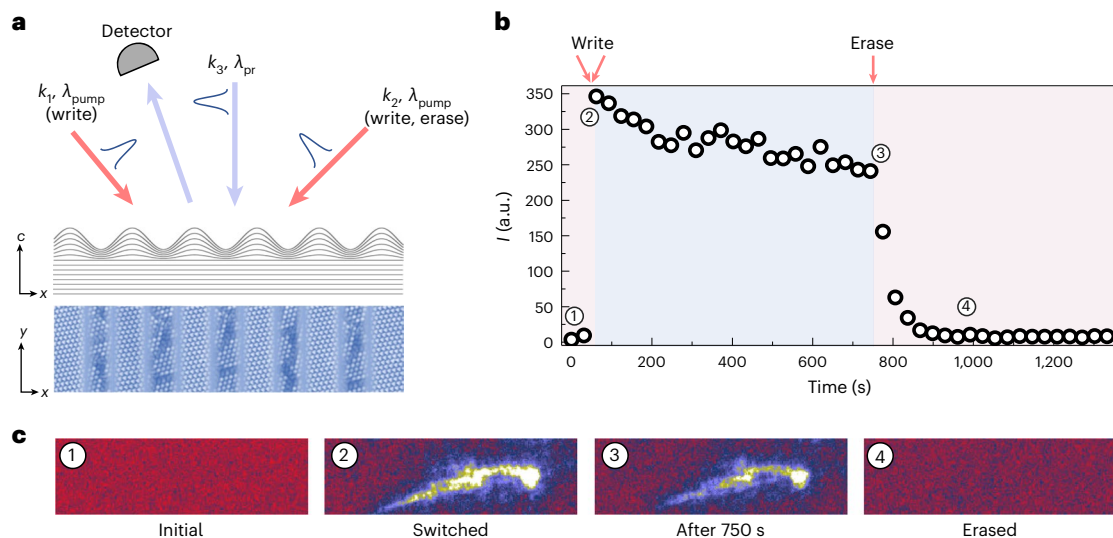 a
Detector
k3, λpr
k1, λpump
(write)
k2, λpump
(write, erase)
c
x
y
x
b
Write
Erase
350
300
250
200
150
100
50
0
I (a.u.)
1
2
3
4
0
200
400
600
800
1,000
1,200
Time (s)
c
1
2
3
4
Initial
Switched
After 750 s
Erased